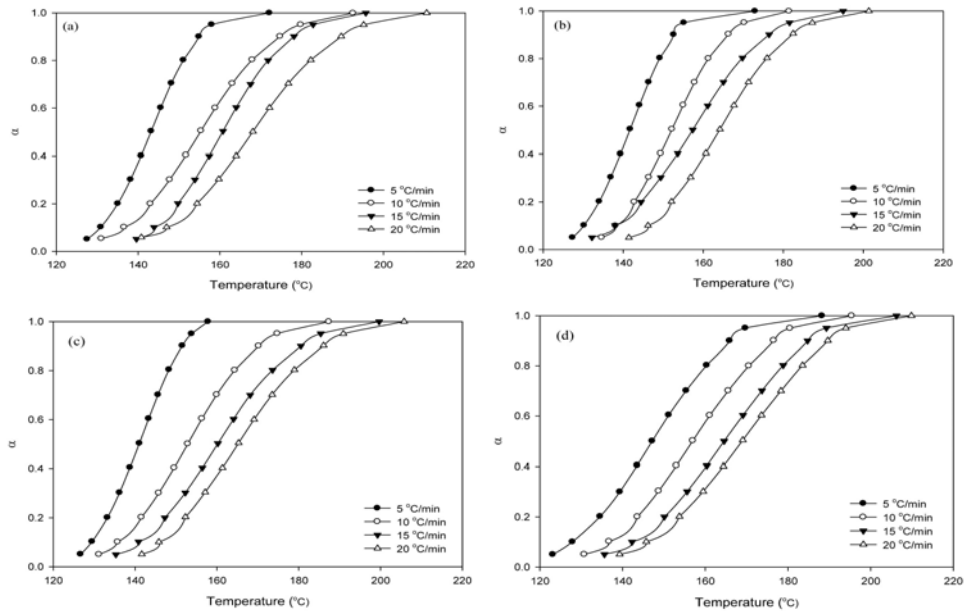 (a)
1.0
0.8
0.6
0.4
0.2
0.0
α
5 °C/min
10 °C/min
15 °C/min
20 °C/min
120 140 160 180 200 220
Temperature (°C)
(b)
1.0
0.8
0.6
0.4
0.2
0.0
α
5 °C/min
10 °C/min
15 °C/min
20 °C/min
120 140 160 180 200 220
Temperature (°C)
(c)
1.0
0.8
0.6
0.4
0.2
0.0
α
5 °C/min
10 °C/min
15 °C/min
20 °C/min
120 140 160 180 200 220
Temperature (°C)
(d)
1.0
0.8
0.6
0.4
0.2
0.0
α
5 °C/min
10 °C/min
15 °C/min
20 °C/min
120 140 160 180 200 220
Temperature (°C)